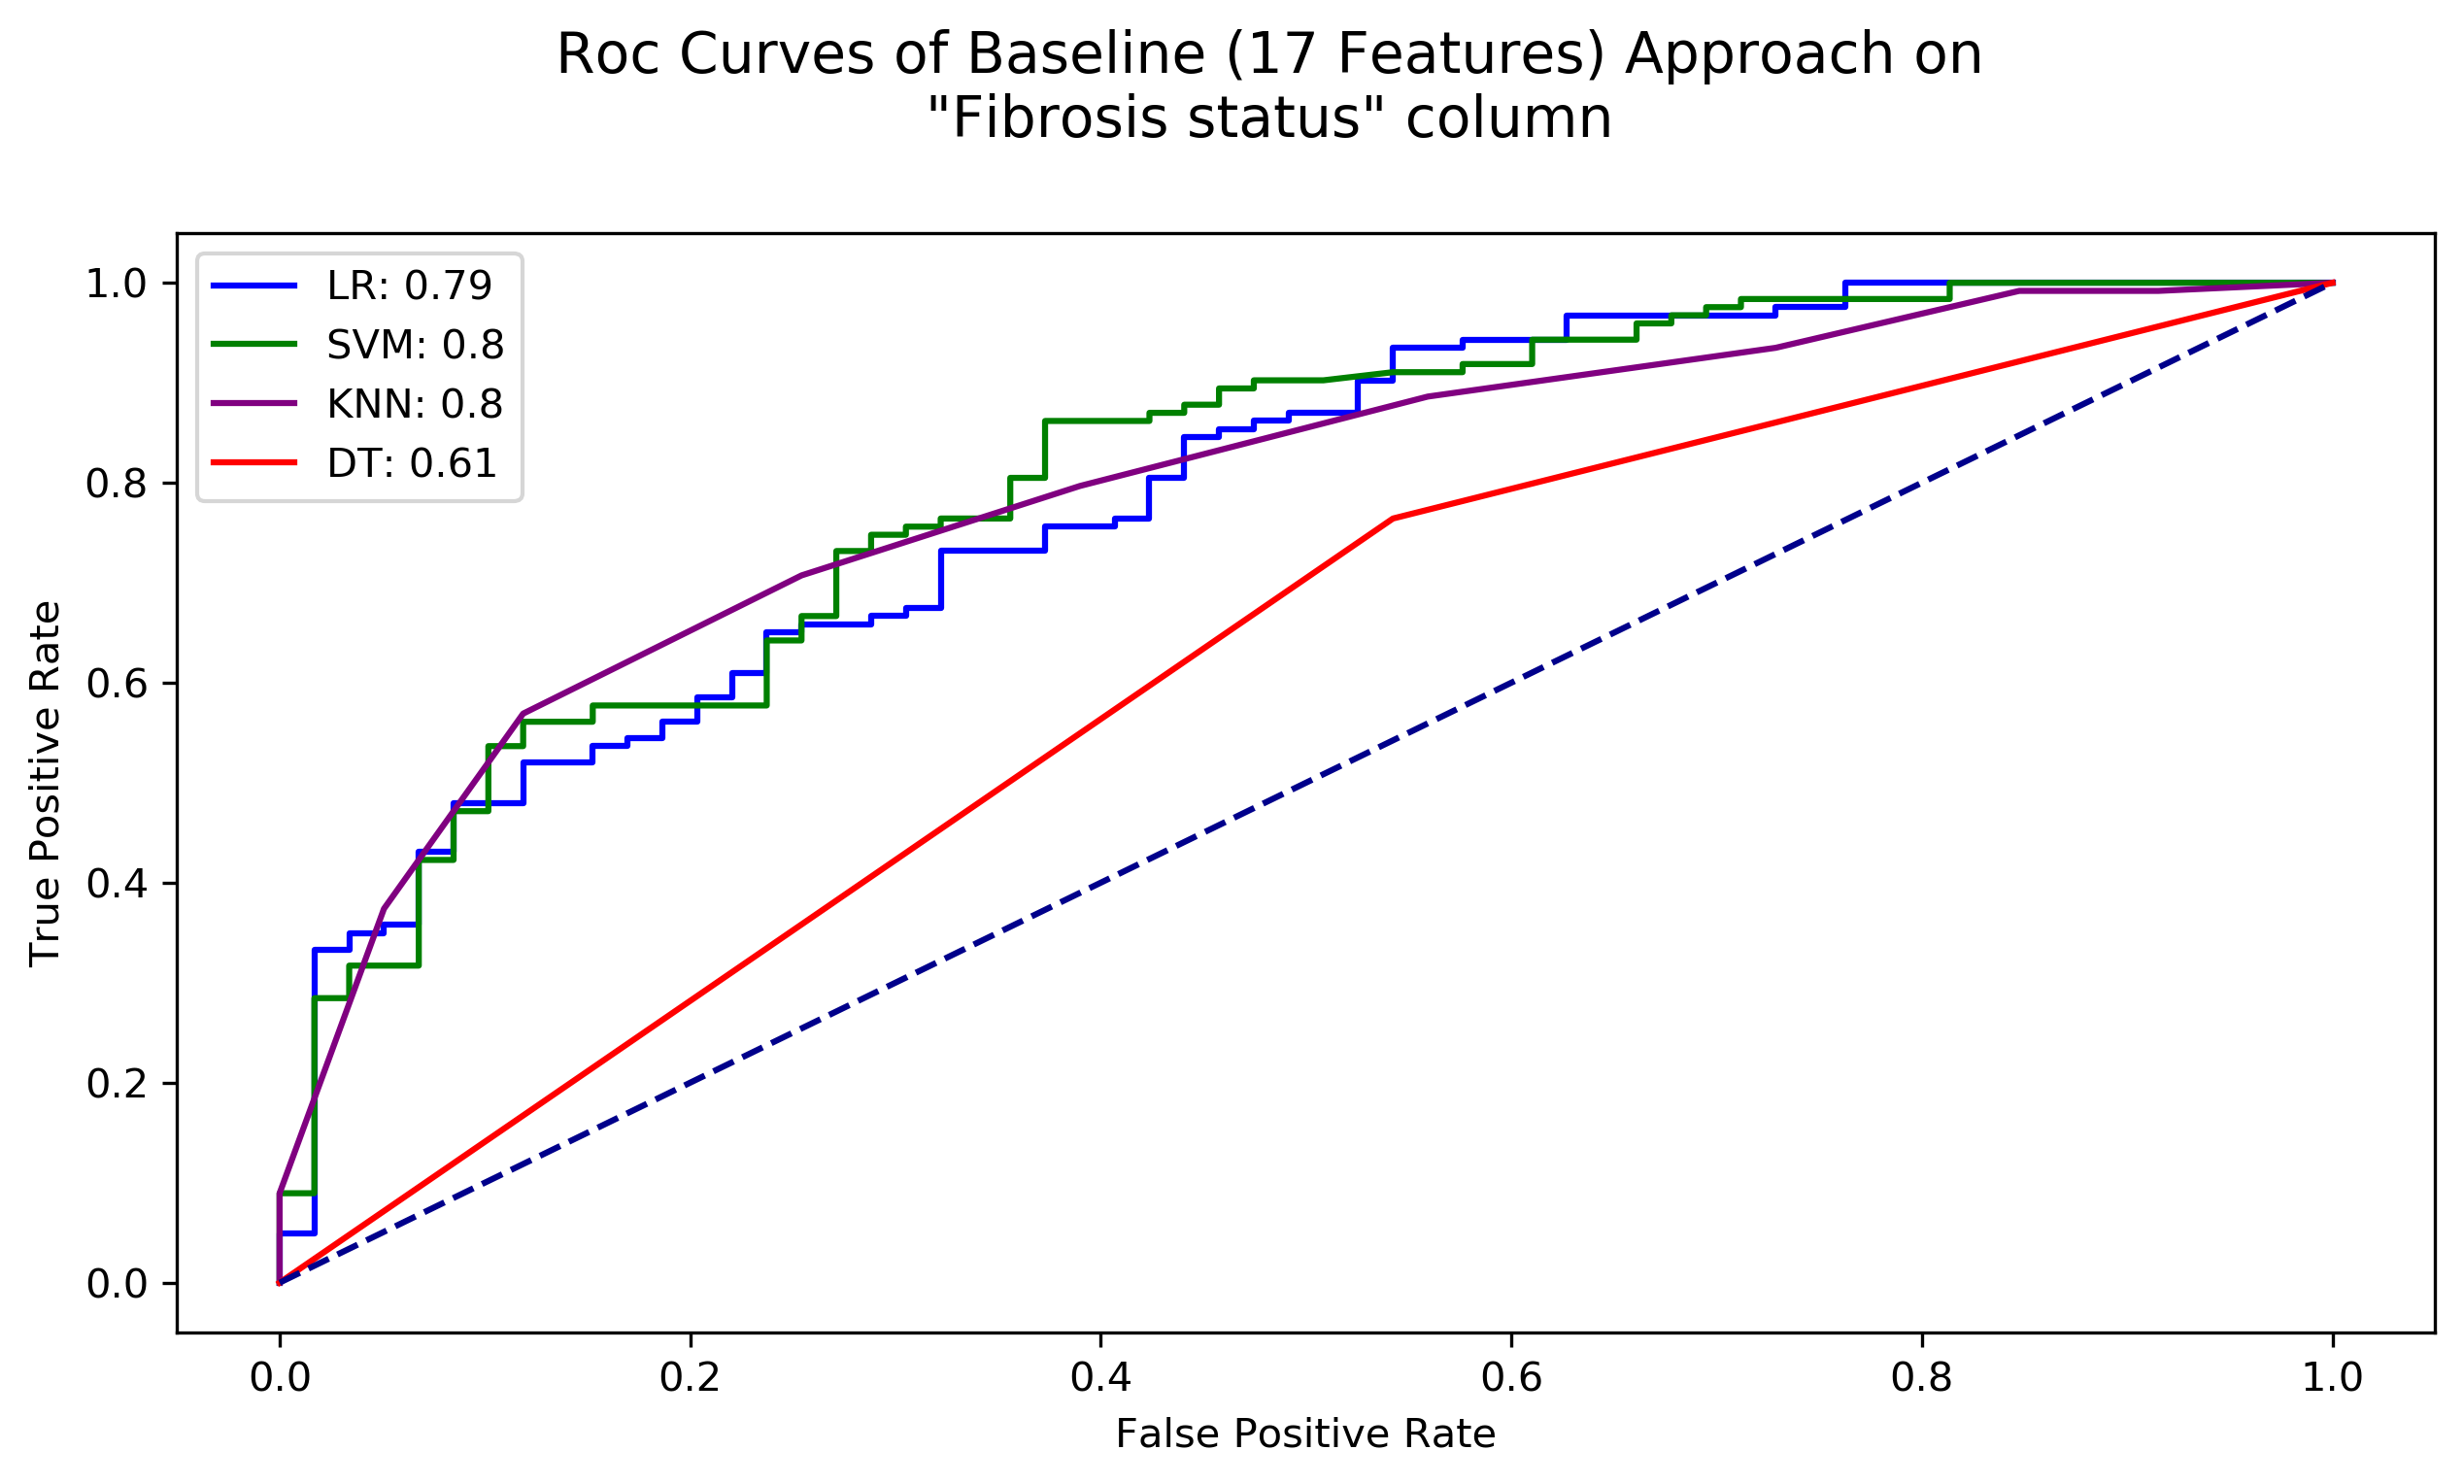 Roc Curves of Baseline (17 Features) Approach on
"Fibrosis status" column
LR: 0.79
SVM: 0.8
KNN: 0.8
DT: 0.61
True Positive Rate
1.0
0.8
0.6
0.4
0.2
0.0
0.0 0.2 0.4 0.6 0.8 1.0
False Positive Rate